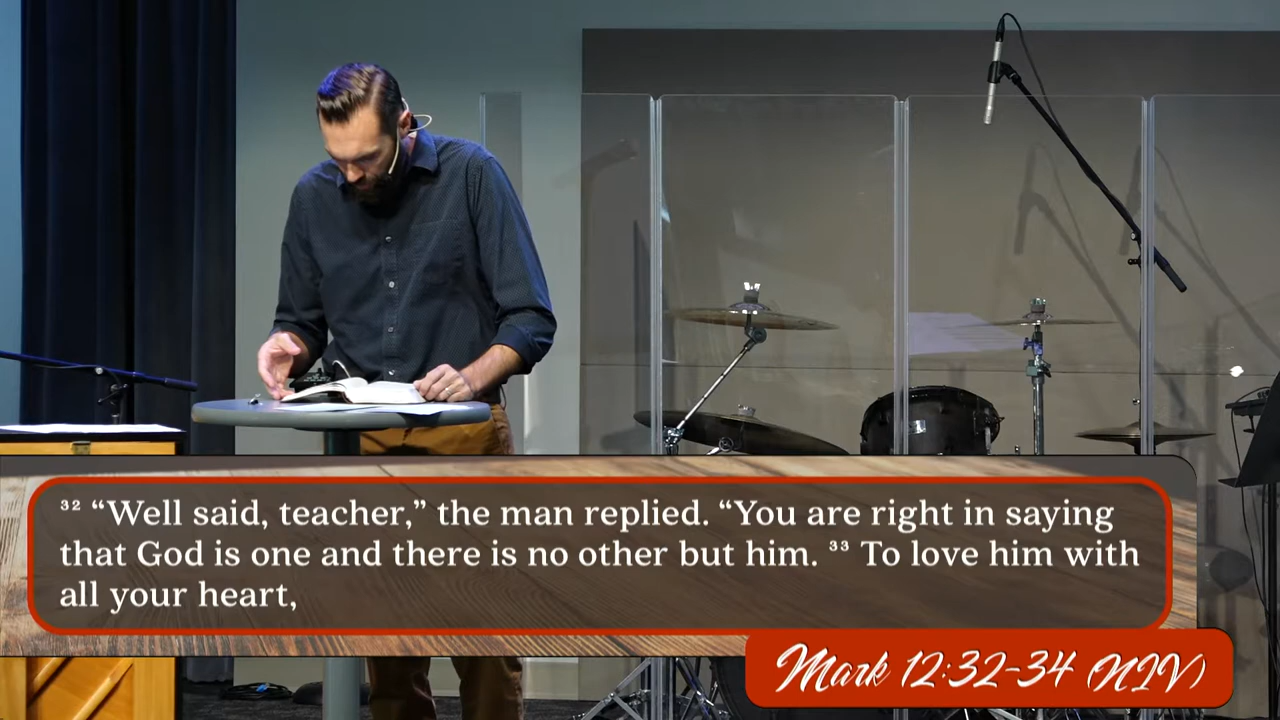 ³² “Well said, teacher,” the man replied. “You are right in saying
that God is one and there is no other but him. ³³ To love him with
all your heart,
Mark 12:32-34 (NIV)